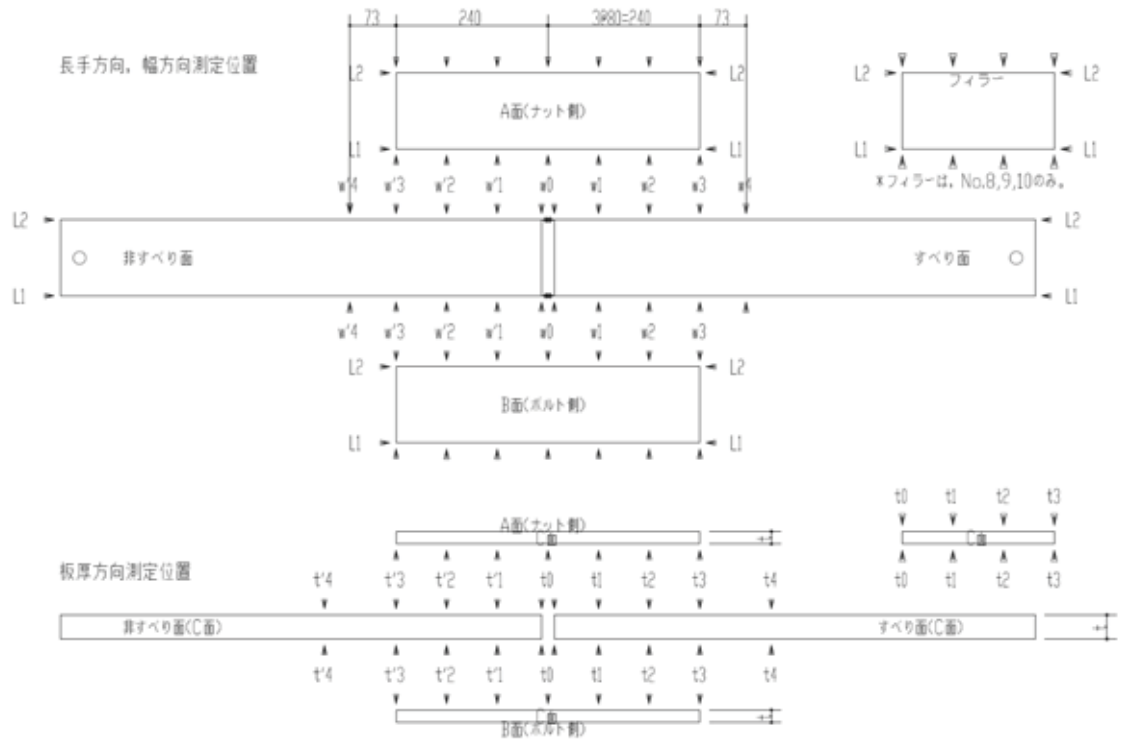 73 240 3@80=240 73
長手方向，幅方向測定位置
L2 L2 L2 フィラー L2
A面(ナット側)
L1 L1 L1 L1
w'4 w'3 w'2 w'1 w0 w1 w2 w3 w4
*フィラーは，No.8,9,10のみ。
L2 L2
非すべり面 すべり面
L1 L1
w'4 w'3 w'2 w'1 w0 w1 w2 w3
L2 L2
B面(ボルト側)
L1 L1
t0 t1 t2 t3
A面(ナット側)
C面 t C面
板厚方向測定位置
t'4 t'3 t'2 t'1 t0 t1 t2 t3 t4 t0 t1 t2 t3
非すべり面(C面) すべり面(C面) t
t'4 t'3 t'2 t'1 t0 t1 t2 t3 t4
C面 t
B面(ボルト側)